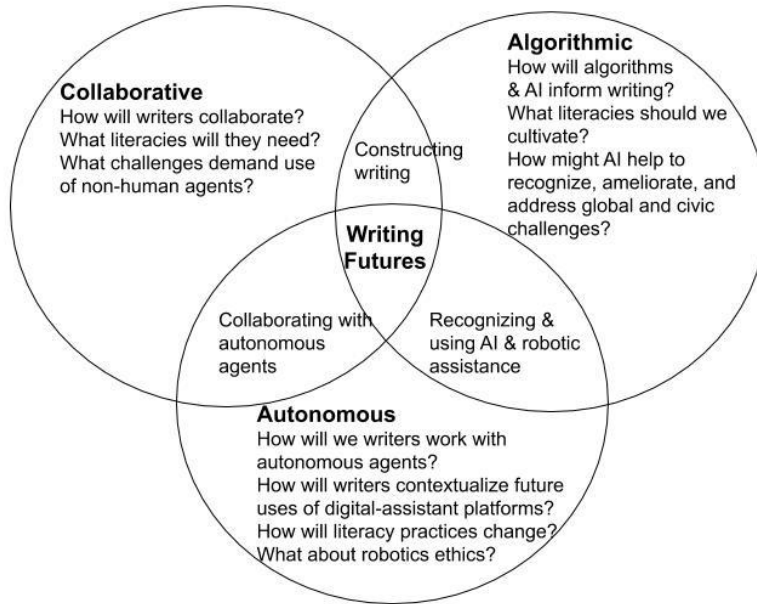 Collaborative
How will writers collaborate?
What literacies will they need?
What challenges demand use
of non-human agents?
Algorithmic
How will algorithms
& AI inform writing?
What literacies should we
cultivate?
How might AI help to
recognize, ameliorate, and
address global and civic
challenges?
Constructing
writing
Writing
Futures
Collaborating with
autonomous
agents
Recognizing &
using AI & robotic
assistance
Autonomous
How will we writers work with
autonomous agents?
How will writers contextualize future
uses of digital-assistant platforms?
How will literacy practices change?
What about robotics ethics?